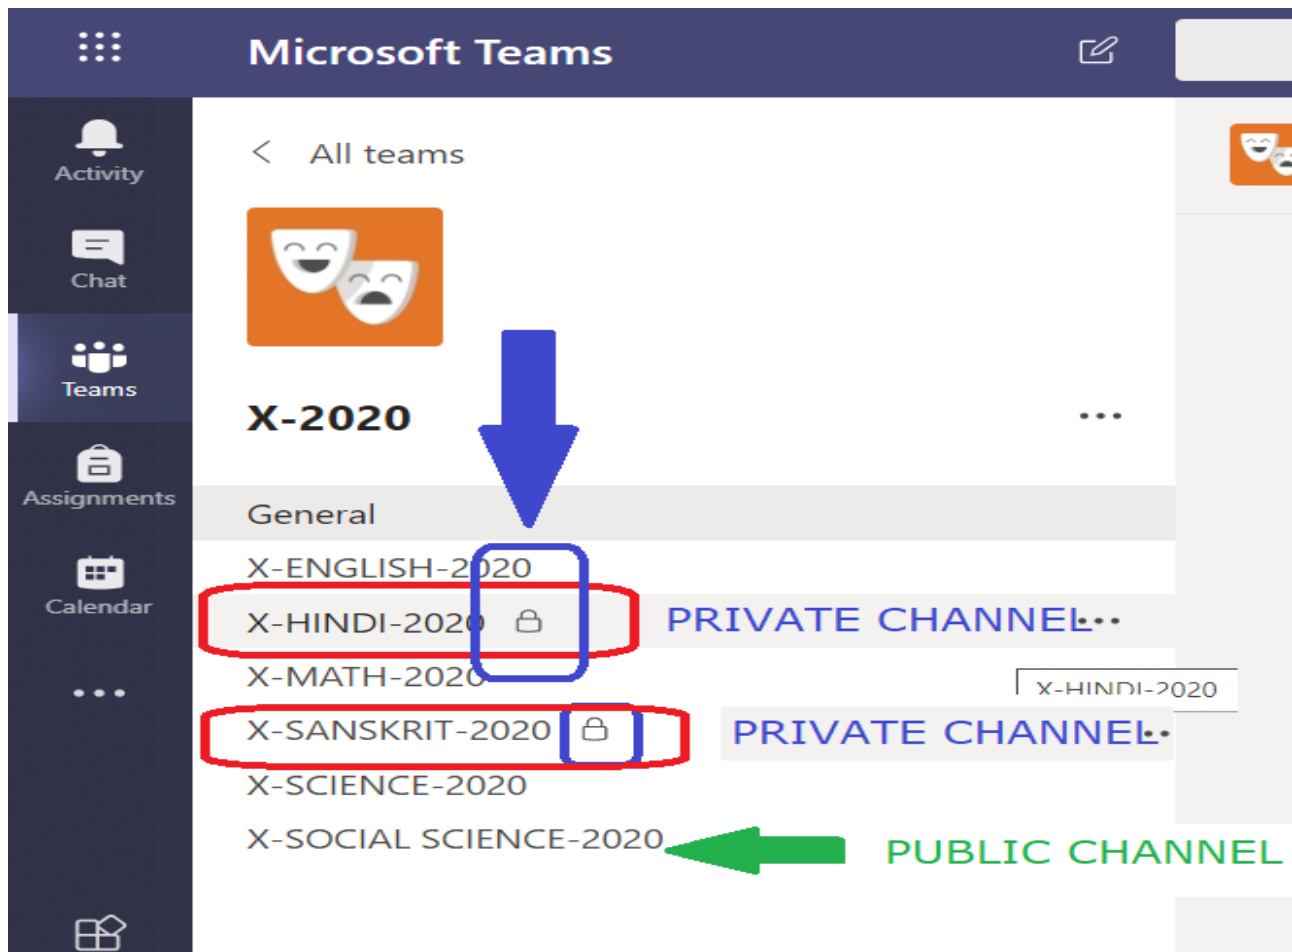 Microsoft Teams
Activity
All teams
Chat
Teams
X-2020
Assignments
General
X-ENGLISH-2020
Calendar
X-HINDI-2020 PRIVATE CHANNEL
X-MATH-2020
X-HINDI-2020
X-SANSKRIT-2020 PRIVATE CHANNEL
X-SCIENCE-2020
X-SOCIAL SCIENCE-2020
PUBLIC CHANNEL